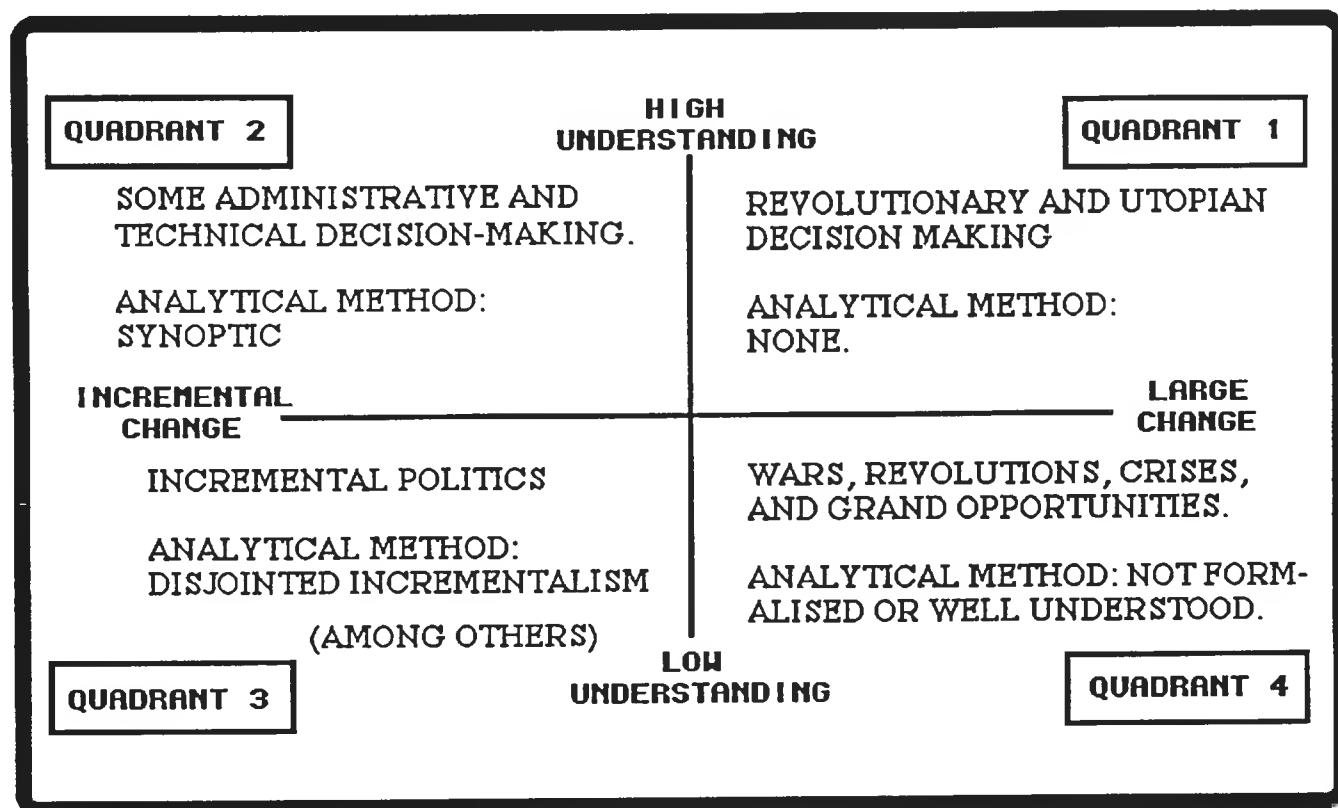 QUADRANT 2
HIGH
UNDERSTANDING
QUADRANT 1
SOME ADMINISTRATIVE AND
TECHNICAL DECISION-MAKING.
ANALYTICAL METHOD:
SYNOPTIC
REVOLUTIONARY AND UTOPIAN
DECISION MAKING
ANALYTICAL METHOD:
NONE.
INCREMENTAL
CHANGE
LARGE
CHANGE
INCREMENTAL POLITICS
ANALYTICAL METHOD:
DISJOINTED INCREMENTALISM
(AMONG OTHERS)
WARS, REVOLUTIONS, CRISES,
AND GRAND OPPORTUNITIES.
ANALYTICAL METHOD: NOT FORM-
ALISED OR WELL UNDERSTOOD.
QUADRANT 3
LOW
UNDERSTANDING
QUADRANT 4